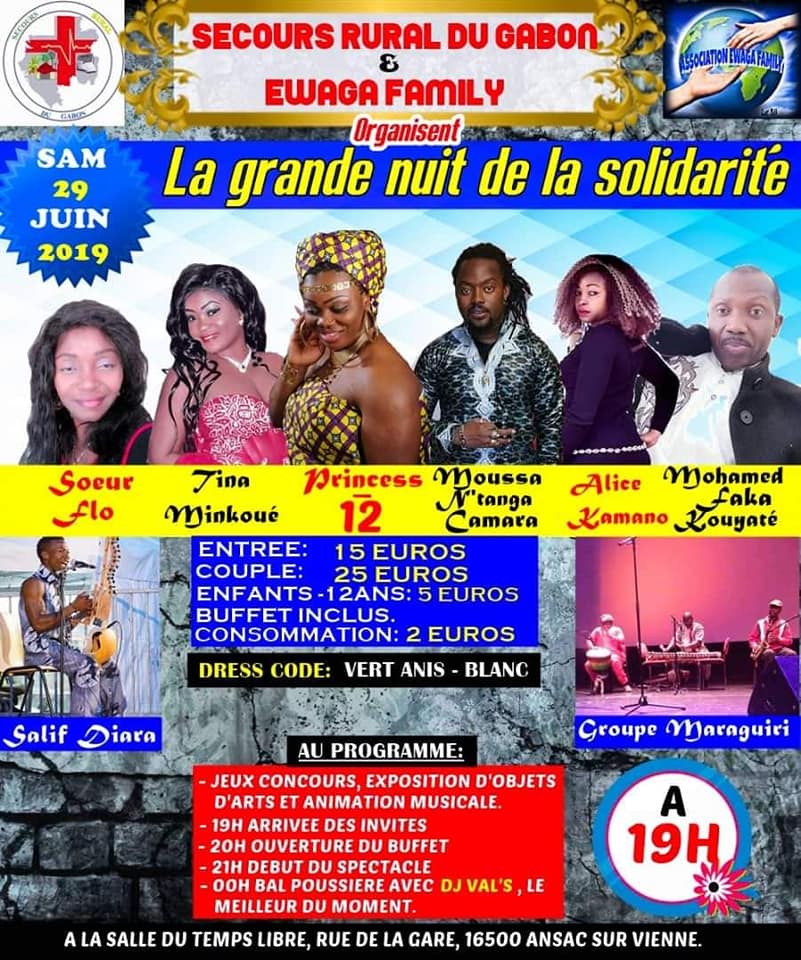 SECOURS RURAL DU GABON
SECOURS RURAL DU GABON
&
EWAGA FAMILY
ASSOCIATION EWAGA FAMILY
Organisent
SAM
29
JUIN
2019
La grande nuit de la solidarité
Soeur
Flo
Tina
Minkoué
Princess
12
Moussa
N'tanga
Camara
Alice
Kamano
Mohamed
Faka
Kouyaté
ENTREE: 15 EUROS
COUPLE: 25 EUROS
ENFANTS -12ANS: 5 EUROS
BUFFET INCLUS.
CONSOMMATION: 2 EUROS
DRESS CODE: VERT ANIS - BLANC
Salif Diara
Groupe Maraguiri
AU PROGRAMME:
- JEUX CONCOURS, EXPOSITION D'OBJETS
D'ARTS ET ANIMATION MUSICALE.
- 19H ARRIVEE DES INVITES
- 20H OUVERTURE DU BUFFET
- 21H DEBUT DU SPECTACLE
- 00H BAL POUSSIERE AVEC DJ VAL'S , LE
MEILLEUR DU MOMENT.
A
19H
A LA SALLE DU TEMPS LIBRE, RUE DE LA GARE, 16500 ANSAC SUR VIENNE.